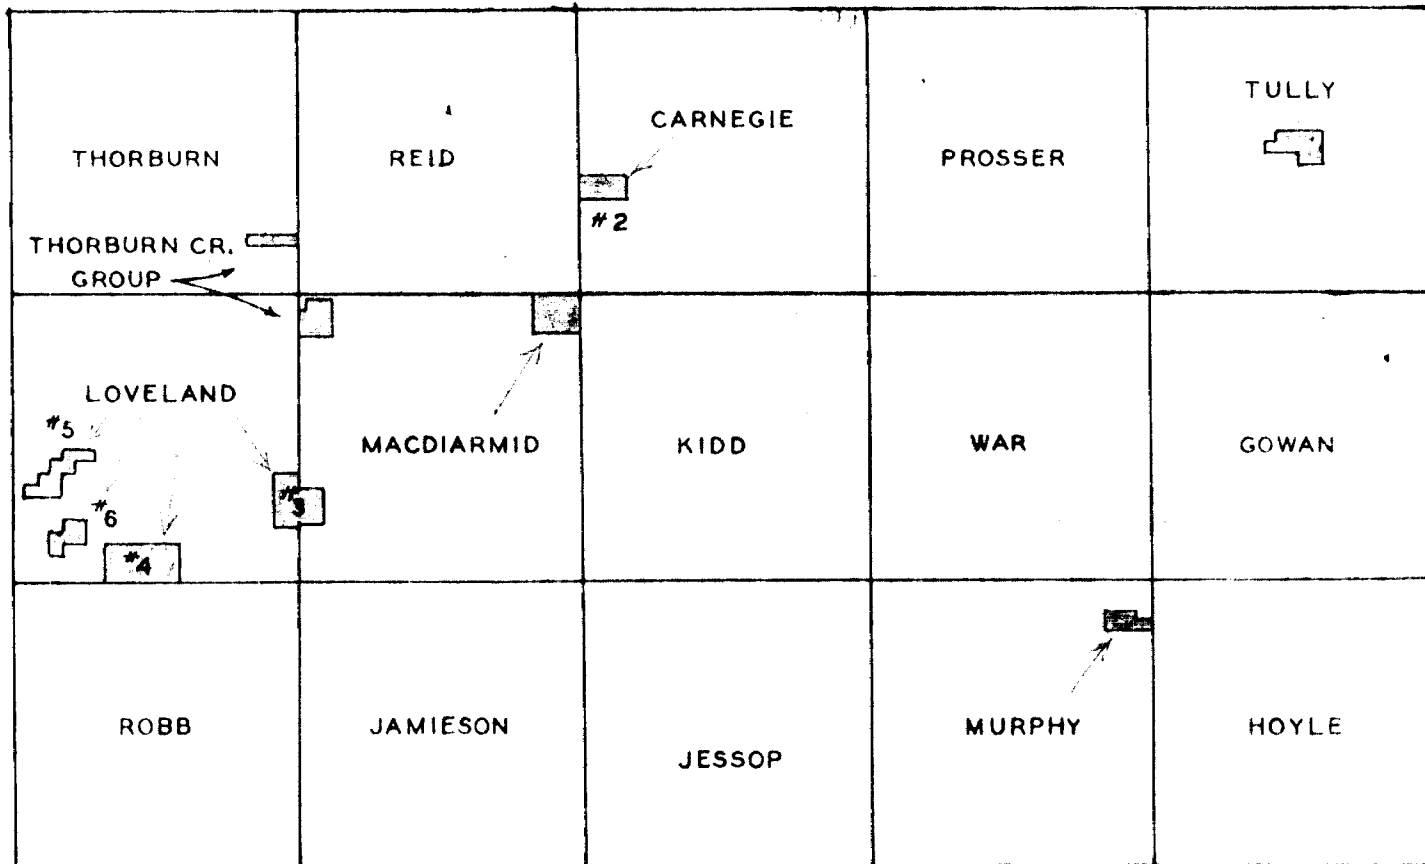 TULLY
CARNEGIE
THORBURN
REID
PROSSER
#2
THORBURN CR.
GROUP
LOVELAND
#5
MACDIARMID
KIDD
WAR
GOWAN
#3
#6
#4
ROBB
JAMIESON
MURPHY
HOYLE
JESSOP